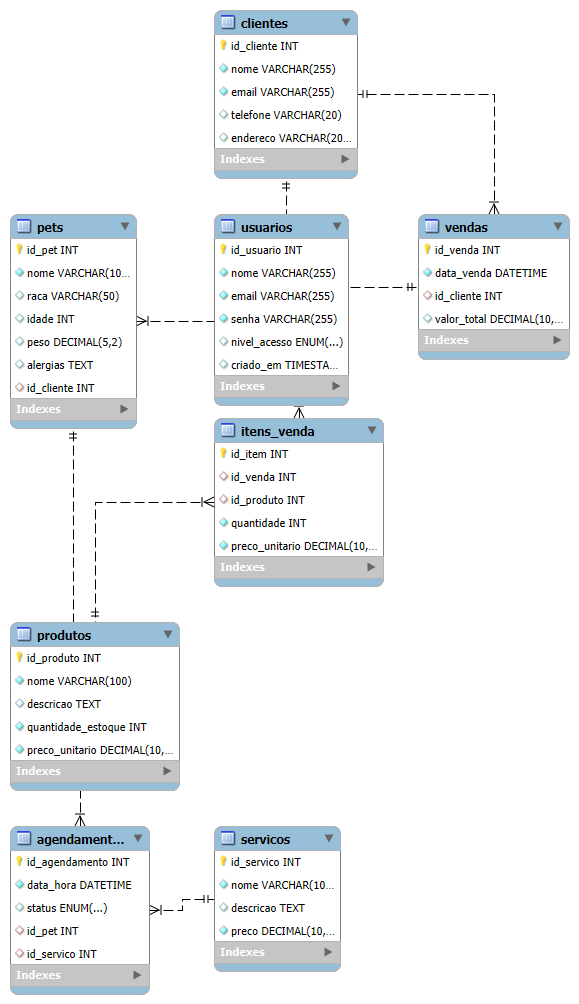 clientes
id_cliente INT
nome VARCHAR(255)
email VARCHAR(255)
telefone VARCHAR(20)
endereco VARCHAR(20...
Indexes
pets
id_pet INT
nome VARCHAR(10...
raca VARCHAR(50)
idade INT
peso DECIMAL(5,2)
alergias TEXT
id_cliente INT
Indexes
usuarios
id_usuario INT
nome VARCHAR(255)
email VARCHAR(255)
senha VARCHAR(255)
nivel_acesso ENUM(...)
criado_em TIMESTA...
Indexes
vendas
id_venda INT
data_venda DATETIME
id_cliente INT
valor_total DECIMAL(10,...
Indexes
itens_venda
id_item INT
id_venda INT
id_produto INT
quantidade INT
preco_unitario DECIMAL(10,...
Indexes
produtos
id_produto INT
nome VARCHAR(100)
descricao TEXT
quantidade_estoque INT
preco_unitario DECIMAL(10,...
Indexes
agendament...
id_agendamento INT
data_hora DATETIME
status ENUM(...)
id_pet INT
id_servico INT
Indexes
servicos
id_servico INT
nome VARCHAR(10...
descricao TEXT
preco DECIMAL(10,...
Indexes